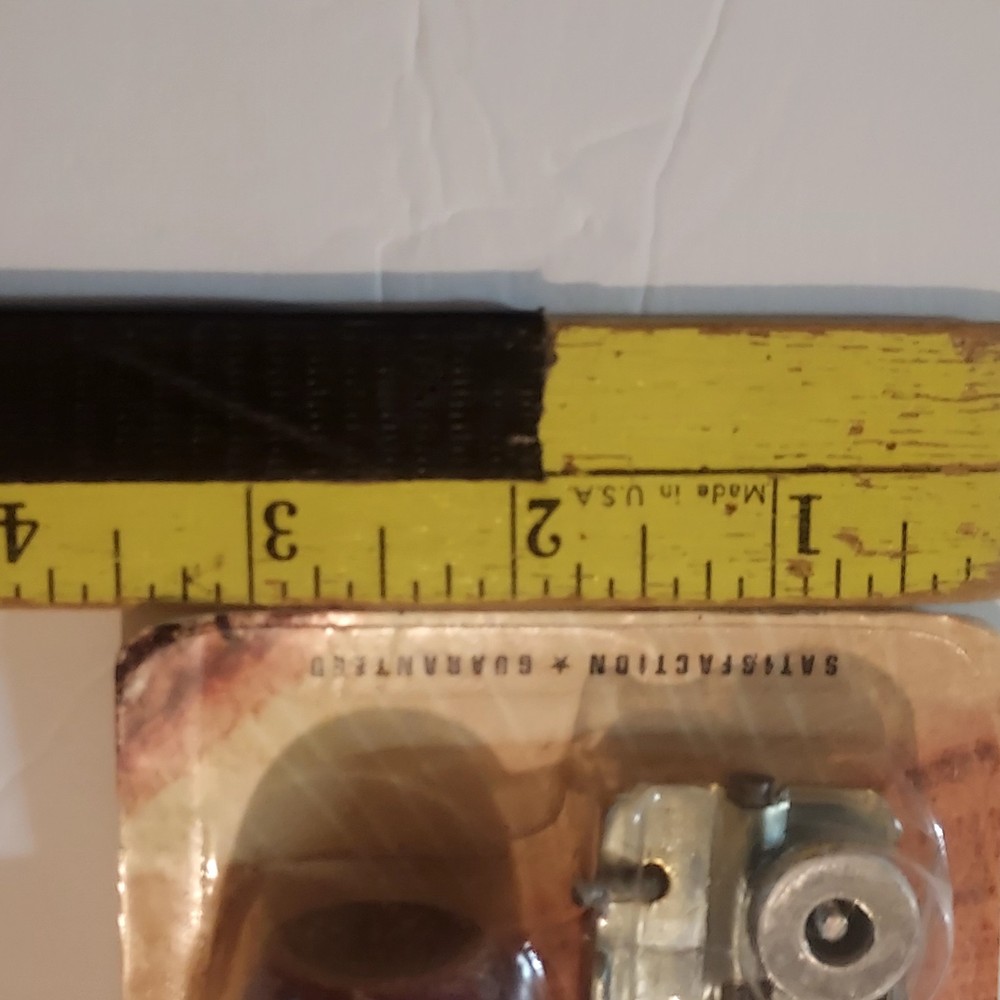 1 Made in U.S.A. 2 3 4
SATISFACTION ★ GUARANTEED